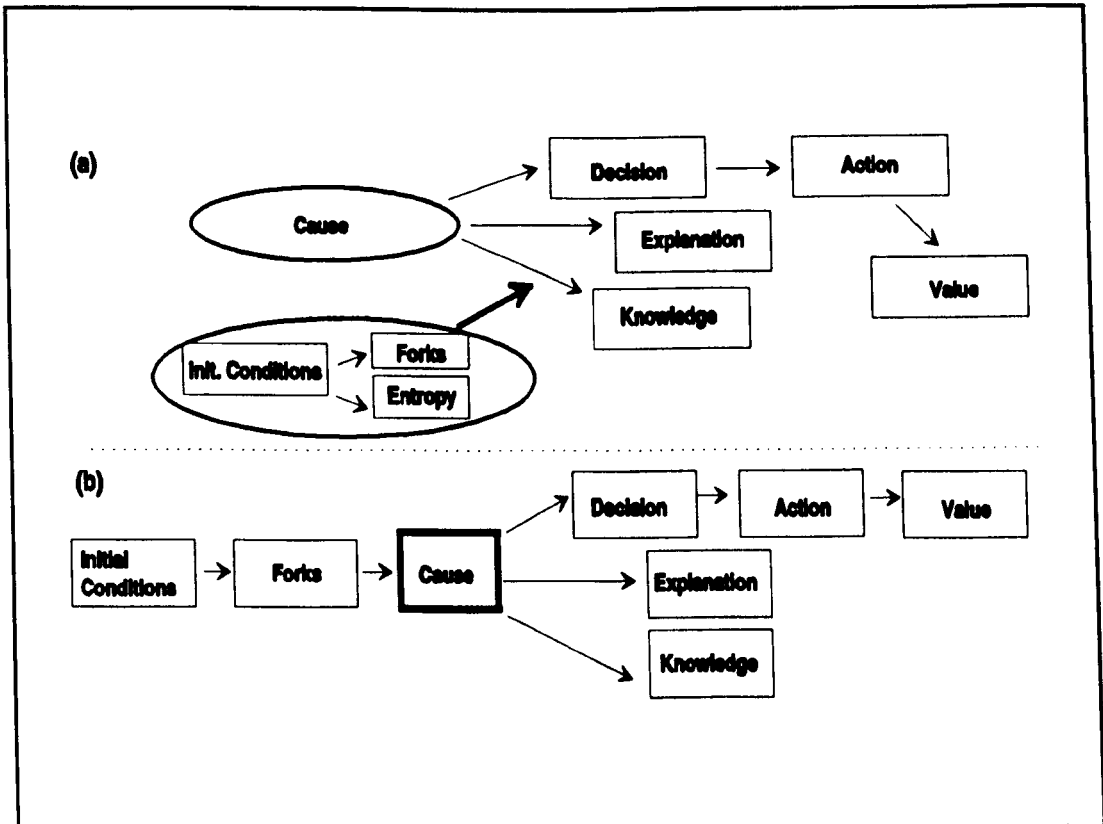 (a)
Decision
Action
Cause
Explanation
Value
Knowledge
Forks
Init. Conditions
Entropy
(b)
Decision
Action
Value
Initial
Conditions
Forks
Cause
Explanation
Knowledge